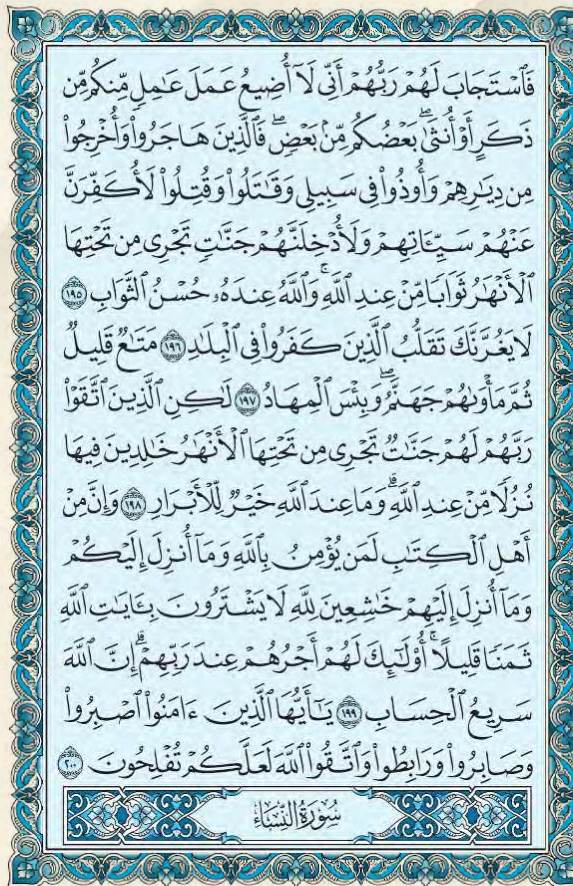 فَٱسْتَجَابَ لَهُمْ رَبُّهُمْ أَنِّى لَآ أُضِيعُ عَمَلَ عَٰمِلٍ مِّنكُم مِّن
ذَكَرٍ أَوْ أُنثَىٰۖ بَعْضُكُم مِّنۢ بَعْضٍۖ فَٱلَّذِينَ هَاجَرُوا۟ وَأُخْرِجُوا۟
مِن دِيَٰرِهِمْ وَأُوذُوا۟ فِى سَبِيلِى وَقَٰتَلُوا۟ وَقُتِلُوا۟ لَأُكَفِّرَنَّ
عَنْهُمْ سَيِّـَٔاتِهِمْ وَلَأُدْخِلَنَّهُمْ جَنَّٰتٍ تَجْرِى مِن تَحْتِهَا
ٱلْأَنْهَٰرُ ثَوَابًا مِّنْ عِندِ ٱللَّهِۗ وَٱللَّهُ عِندَهُۥ حُسْنُ ٱلثَّوَابِ ١٩٥
لَا يَغُرَّنَّكَ تَقَلُّبُ ٱلَّذِينَ كَفَرُوا۟ فِى ٱلْبِلَٰدِ ١٩٦ مَتَٰعٌ قَلِيلٌ
ثُمَّ مَأْوَىٰهُمْ جَهَنَّمُۖ وَبِئْسَ ٱلْمِهَادُ ١٩٧ لَٰكِنِ ٱلَّذِينَ ٱتَّقَوْا۟
رَبَّهُمْ لَهُمْ جَنَّٰتٌ تَجْرِى مِن تَحْتِهَا ٱلْأَنْهَٰرُ خَٰلِدِينَ فِيهَا
نُزُلًا مِّنْ عِندِ ٱللَّهِۗ وَمَا عِندَ ٱللَّهِ خَيْرٌ لِّلْأَبْرَارِ ١٩٨ وَإِنَّ مِنْ
أَهْلِ ٱلْكِتَٰبِ لَمَن يُؤْمِنُ بِٱللَّهِ وَمَآ أُنزِلَ إِلَيْكُمْ
وَمَآ أُنزِلَ إِلَيْهِمْ خَٰشِعِينَ لِلَّهِ لَا يَشْتَرُونَ بِـَٔايَٰتِ ٱللَّهِ
ثَمَنًا قَلِيلًاۗ أُو۟لَٰٓئِكَ لَهُمْ أَجْرُهُمْ عِندَ رَبِّهِمْۗ إِنَّ ٱللَّهَ
سَرِيعُ ٱلْحِسَابِ ١٩٩ يَٰٓأَيُّهَا ٱلَّذِينَ ءَامَنُوا۟ ٱصْبِرُوا۟
وَصَابِرُوا۟ وَرَابِطُوا۟ وَٱتَّقُوا۟ ٱللَّهَ لَعَلَّكُمْ تُفْلِحُونَ ٢٠٠
سُورَةُ النِّسَاءِ